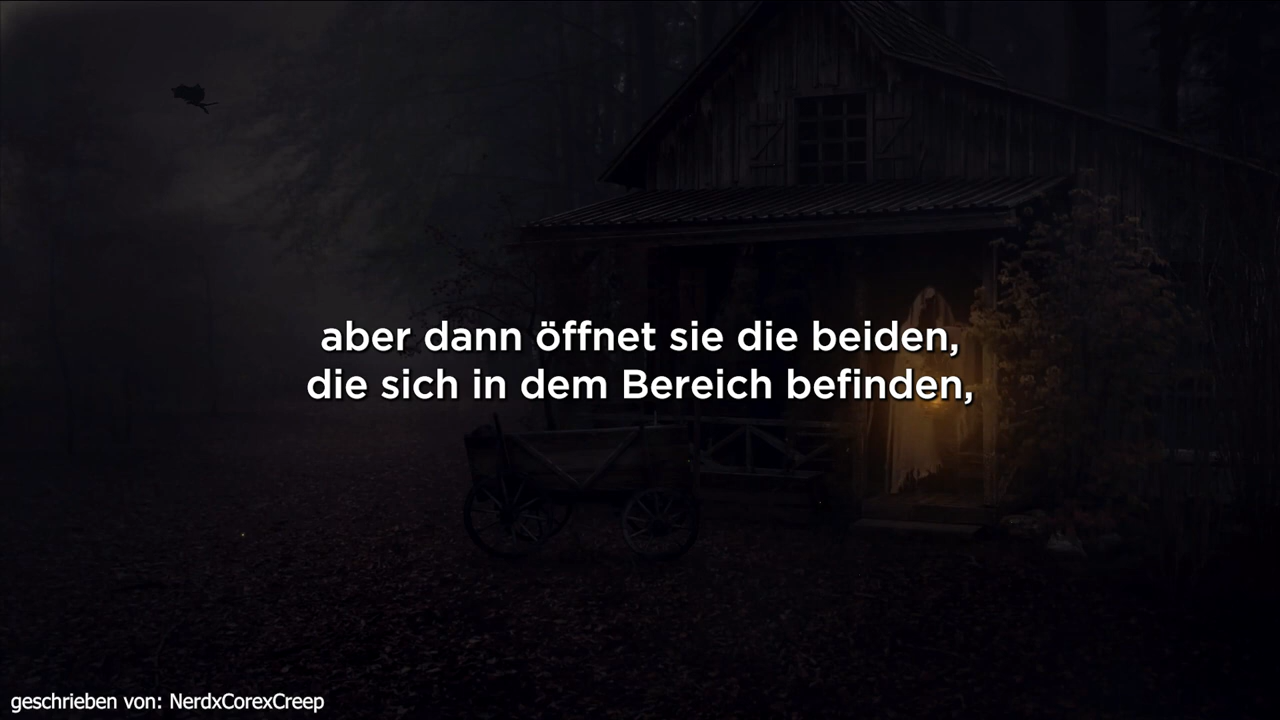 aber dann öffnet sie die beiden,
die sich in dem Bereich befinden,
geschrieben von: NerdxCorexCreep